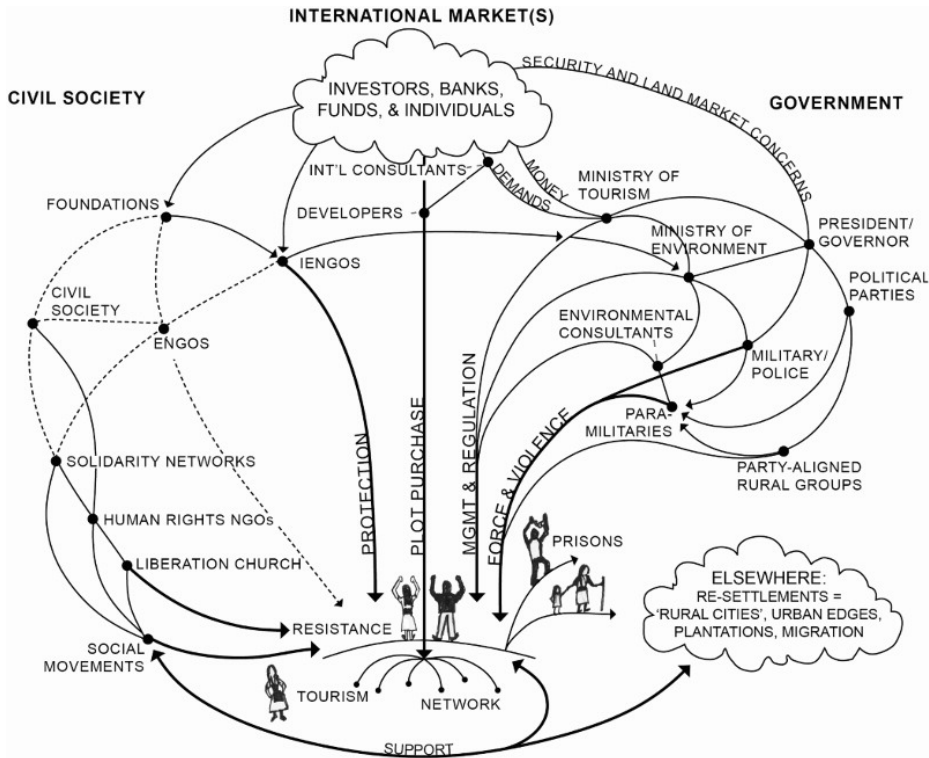 INTERNATIONAL MARKET(S)
CIVIL SOCIETY
GOVERNMENT
INVESTORS, BANKS,
FUNDS, & INDIVIDUALS
SECURITY AND LAND MARKET CONCERNS
INT'L CONSULTANTS
MONEY
DEMANDS
MINISTRY OF
TOURISM
FOUNDATIONS
DEVELOPERS
MINISTRY OF
ENVIRONMENT
PRESIDENT/
GOVERNOR
IENGOS
POLITICAL
PARTIES
CIVIL
SOCIETY
ENGOS
ENVIRONMENTAL
CONSULTANTS
MILITARY/
POLICE
PARA-
MILITARIES
PROTECTION
PLOT PURCHASE
MGMT & REGULATION
FORCE & VIOLENCE
SOLIDARITY NETWORKS
PARTY-ALIGNED
RURAL GROUPS
HUMAN RIGHTS NGOs
LIBERATION CHURCH
PRISONS
RESISTANCE
ELSEWHERE:
RE-SETTLEMENTS =
'RURAL CITIES', URBAN EDGES,
PLANTATIONS, MIGRATION
SOCIAL
MOVEMENTS
TOURISM
NETWORK
SUPPORT